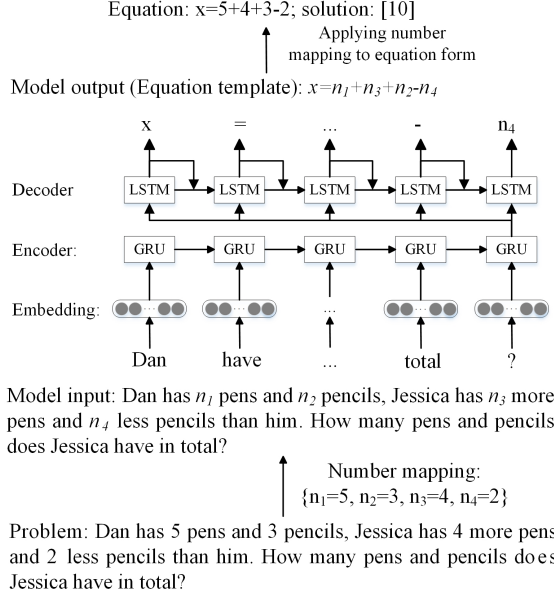 Equation: x=5+4+3-2; solution: [10]
Applying number
mapping to equation form
Model output (Equation template): x=n₁+n₃+n₂-n₄
x = ... - n₄
Decoder LSTM LSTM LSTM LSTM LSTM
Encoder: GRU GRU GRU GRU GRU
Embedding: ... ... ... ... ...
Dan have ... total ?
Model input: Dan has n₁ pens and n₂ pencils, Jessica has n₃ more
pens and n₄ less pencils than him. How many pens and pencils
does Jessica have in total?
Number mapping:
{n₁=5, n₂=3, n₃=4, n₄=2}
Problem: Dan has 5 pens and 3 pencils, Jessica has 4 more pens
and 2 less pencils than him. How many pens and pencils does
Jessica have in total?